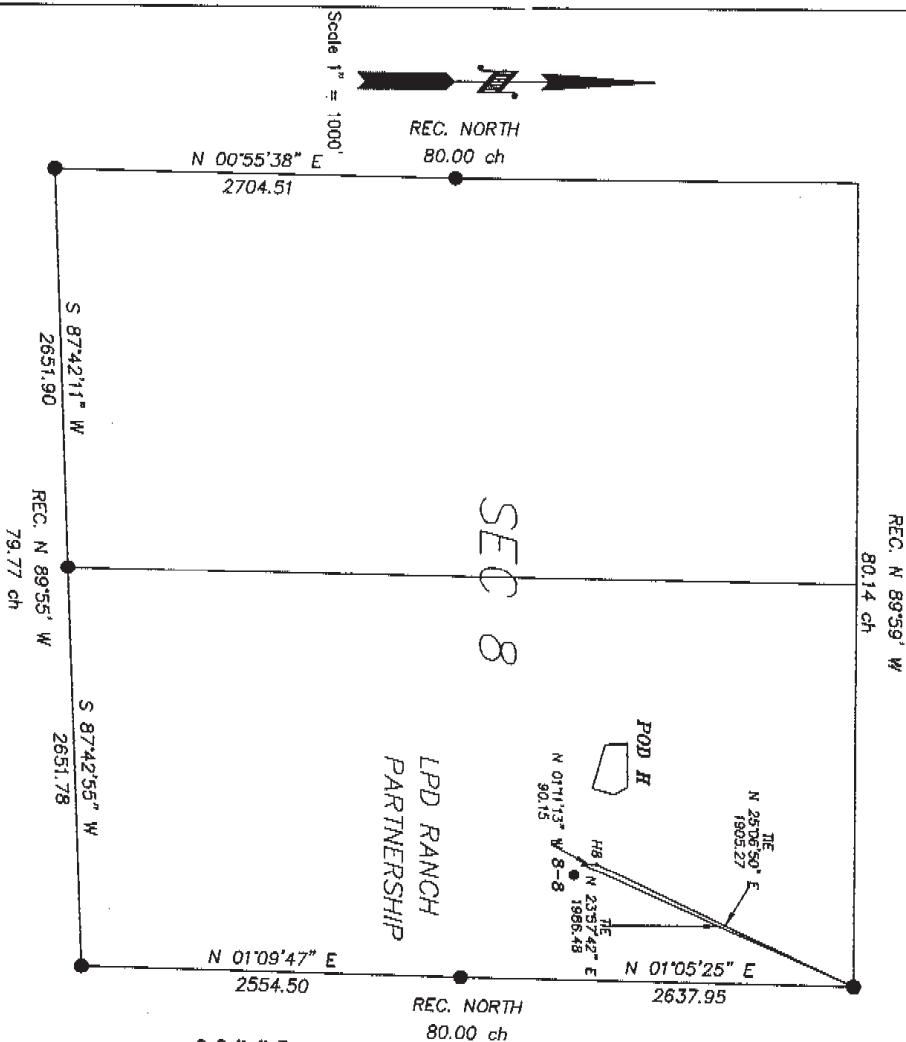 Scale 1" = 1000'
REC. NORTH
80.00 ch
N 00°55'38" E
2704.51
REC. N 89°59' W
80.14 ch
S 87°42'11" W
2651.90
REC. N 89°55' W
79.77 ch
S 87°42'55" W
2651.78
SEC 8
LPD RANCH
PARTNERSHIP
POD H
TIE
N 25°06'50" E
1905.27
N 01°11'13" W
90.15
H8
8-8
TIE
N 23°57'42" E
1986.48
N 01°09'47" E
2554.50
N 01°05'25" E
2637.95
REC. NORTH
80.00 ch